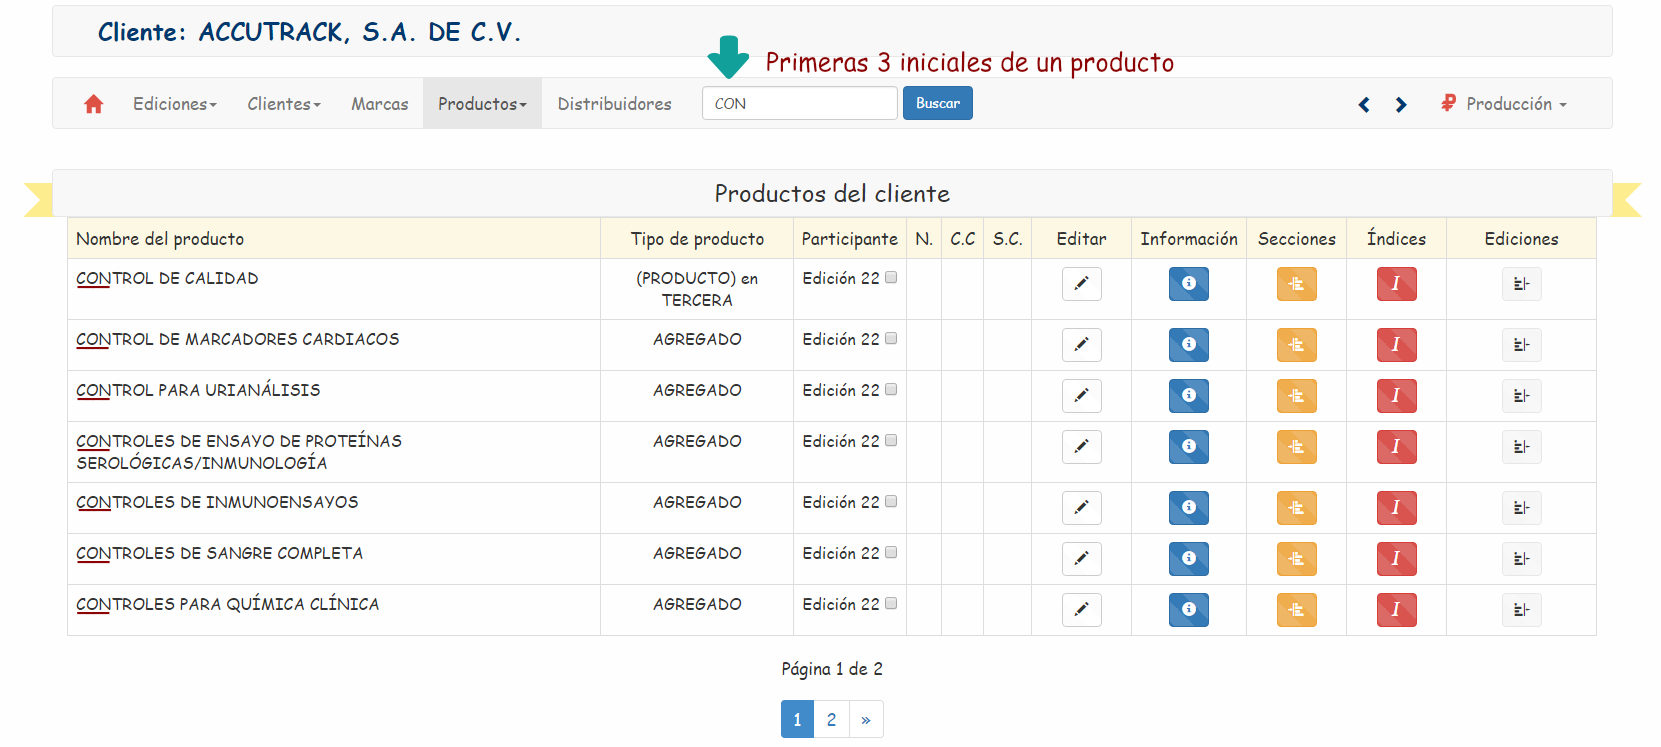 Cliente: ACCUTRACK, S.A. DE C.V.
Primeras 3 iniciales de un producto
Ediciones Clientes Marcas Productos Distribuidores CON Buscar Producción
Productos del cliente
Nombre del producto Tipo de producto Participante N. C.C S.C. Editar Información Secciones Índices Ediciones
CONTROL DE CALIDAD (PRODUCTO) en Edición 22 I
TERCERA
CONTROL DE MARCADORES CARDIACOS AGREGADO Edición 22 I
CONTROL PARA URIANÁLISIS AGREGADO Edición 22 I
CONTROLES DE ENSAYO DE PROTEÍNAS AGREGADO Edición 22 I
SEROLÓGICAS/INMUNOLOGÍA
CONTROLES DE INMUNOENSAYOS AGREGADO Edición 22 I
CONTROLES DE SANGRE COMPLETA AGREGADO Edición 22 I
CONTROLES PARA QUÍMICA CLÍNICA AGREGADO Edición 22 I
Página 1 de 2
1 2 »